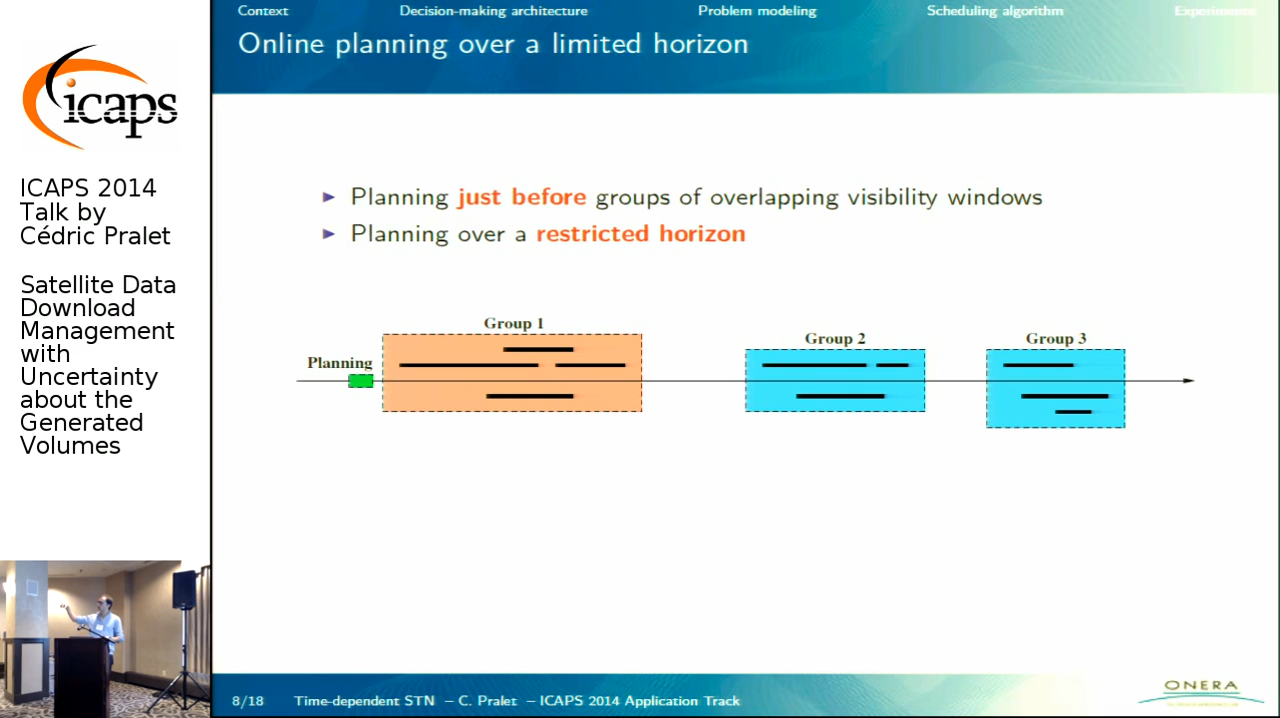 icaps
ICAPS 2014
Talk by
Cédric Pralet
Satellite Data
Download
Management
with
Uncertainty
about the
Generated
Volumes
Context Decision-making architecture Problem modeling Scheduling algorithm Experiments
Online planning over a limited horizon
Planning just before groups of overlapping visibility windows
Planning over a restricted horizon
Planning
Group 1
Group 2
Group 3
8/18 Time-dependent STN – C. Pralet – ICAPS 2014 Application Track
ONERA